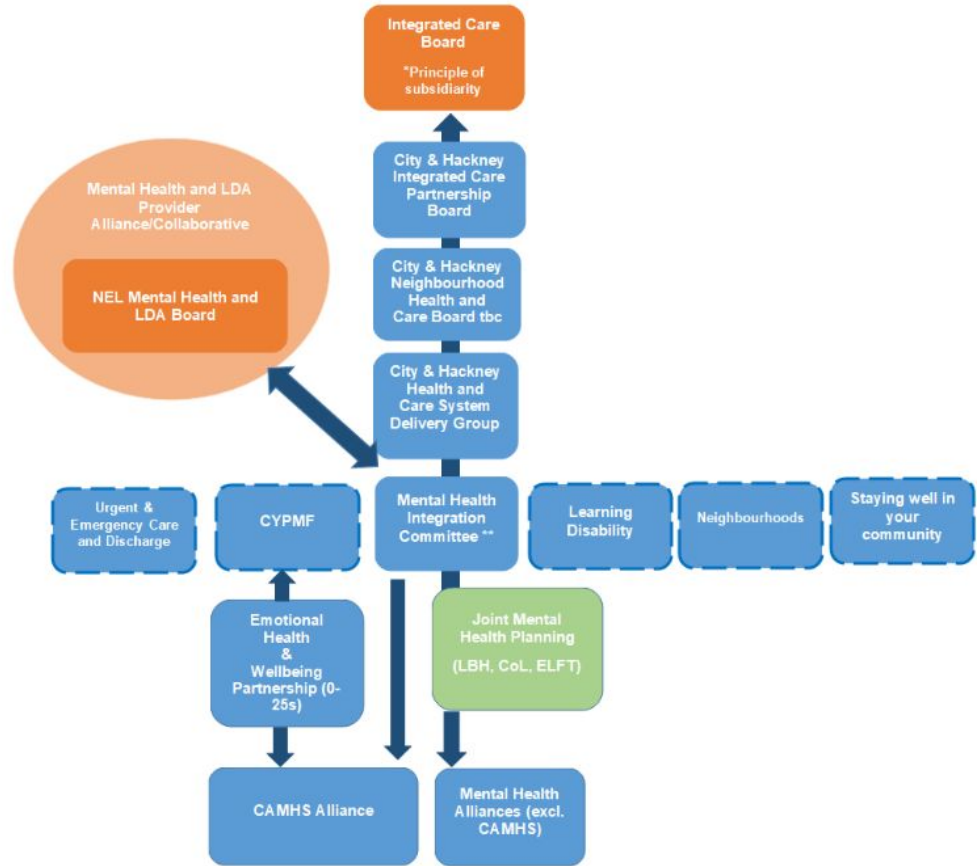 Integrated Care
Board
"Principle of
subsidiarity
City & Hackney
Integrated Care
Partnership
Board
Mental Health and LDA
Provider
Alliance/Collaborative
NEL Mental Health and
LDA Board
City & Hackney
Neighbourhood
Health and
Care Board tbc
City & Hackney
Health and
Care System
Delivery Group
Urgent &
Emergency Care
and Discharge
CYPMF
Mental Health
Integration
Committee **
Learning
Disability
Neighbourhoods
Staying well in
your
community
Emotional
Health
&
Wellbeing
Partnership (0-
25s)
Joint Mental
Health Planning
(LBH, CoL, ELFT)
CAMHS Alliance
Mental Health
Alliances (excl.
CAMHS)